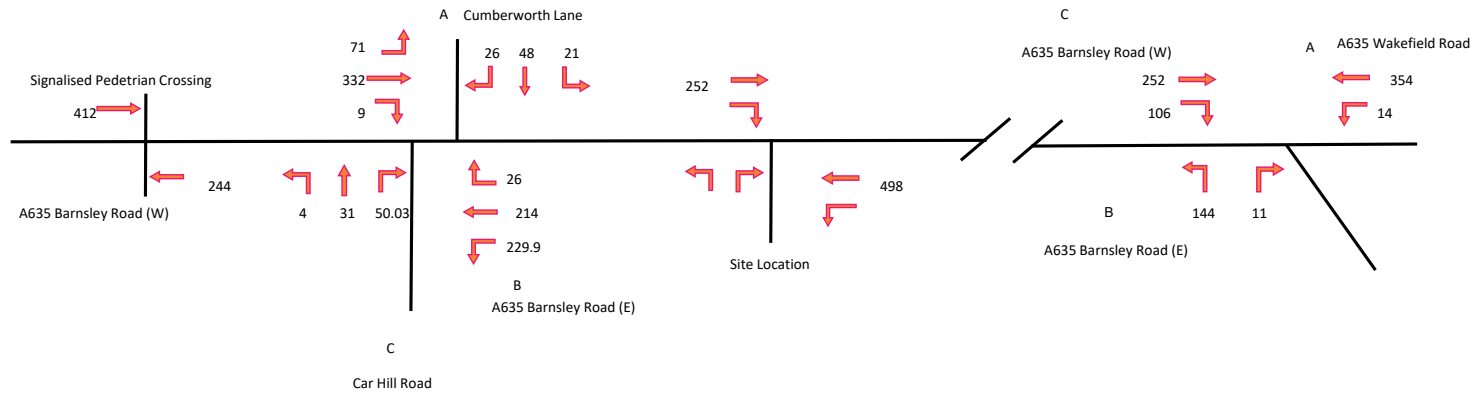 C
A Cumberworth Lane
A A635 Wakefield Road
A635 Barnsley Road (W)
71
26 48 21
Signalised Pedetrian Crossing
332
252
252
354
412
9
106
14
244
26
498
A635 Barnsley Road (W)
4 31 50.03
214
B
144 11
229.9
A635 Barnsley Road (E)
Site Location
B
A635 Barnsley Road (E)
C
Car Hill Road